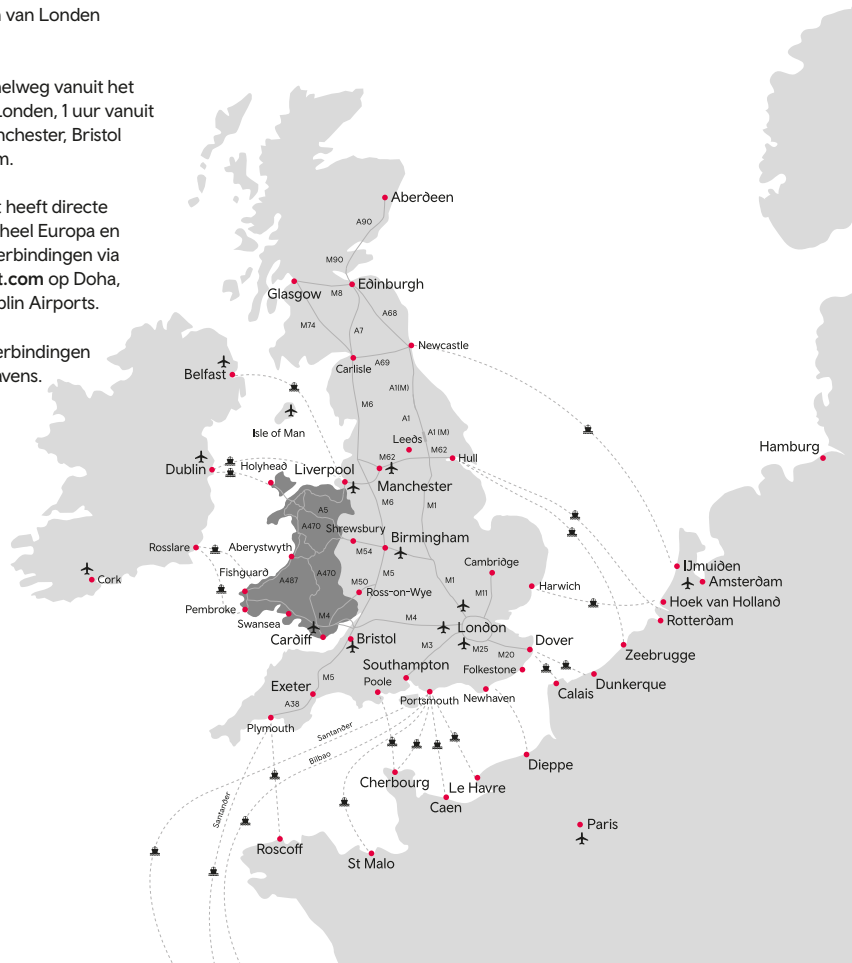 van Londen
elweg vanuit het
Londen, 1 uur vanuit
nchester, Bristol
m.
heeft directe
heel Europa en
erbindingen via
t.com op Doha,
blin Airports.
erbindingen
avens.
Aberdeen
A90
M90
Glasgow
M8
Edinburgh
A68
M74
A7
Newcastle
Carlisle
A69
Belfast
A1(M)
M6
A1
Isle of Man
A1 (M)
Leeds
M62
M62
Hull
Hamburg
Dublin
Holyhead
Liverpool
Manchester
A5
M6
M1
A470
Shrewsbury
Birmingham
Rosslare
Aberystwyth
M54
Cambridge
IJmuiden
Cork
Fishguard
A487
A470
M50
M5
M1
M11
Harwich
Amsterdam
Ross-on-Wye
Hoek van Holland
Pembroke
Swansea
M4
M4
London
Rotterdam
Cardiff
Bristol
M3
M25
M20
Dover
Zeebrugge
Southampton
Folkestone
Exeter
M5
Poole
Portsmouth
Newhaven
Calais
Dunkerque
A38
Plymouth
Santander
Bilbao
Dieppe
Cherbourg
Le Havre
Caen
Santander
Paris
Roscoff
St Malo